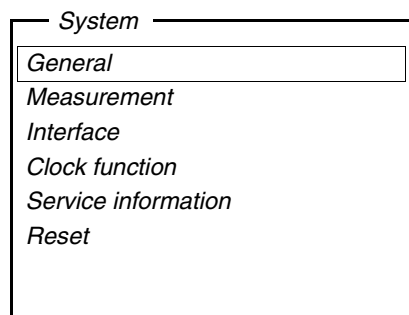 System
General
Measurement
Interface
Clock function
Service information
Reset